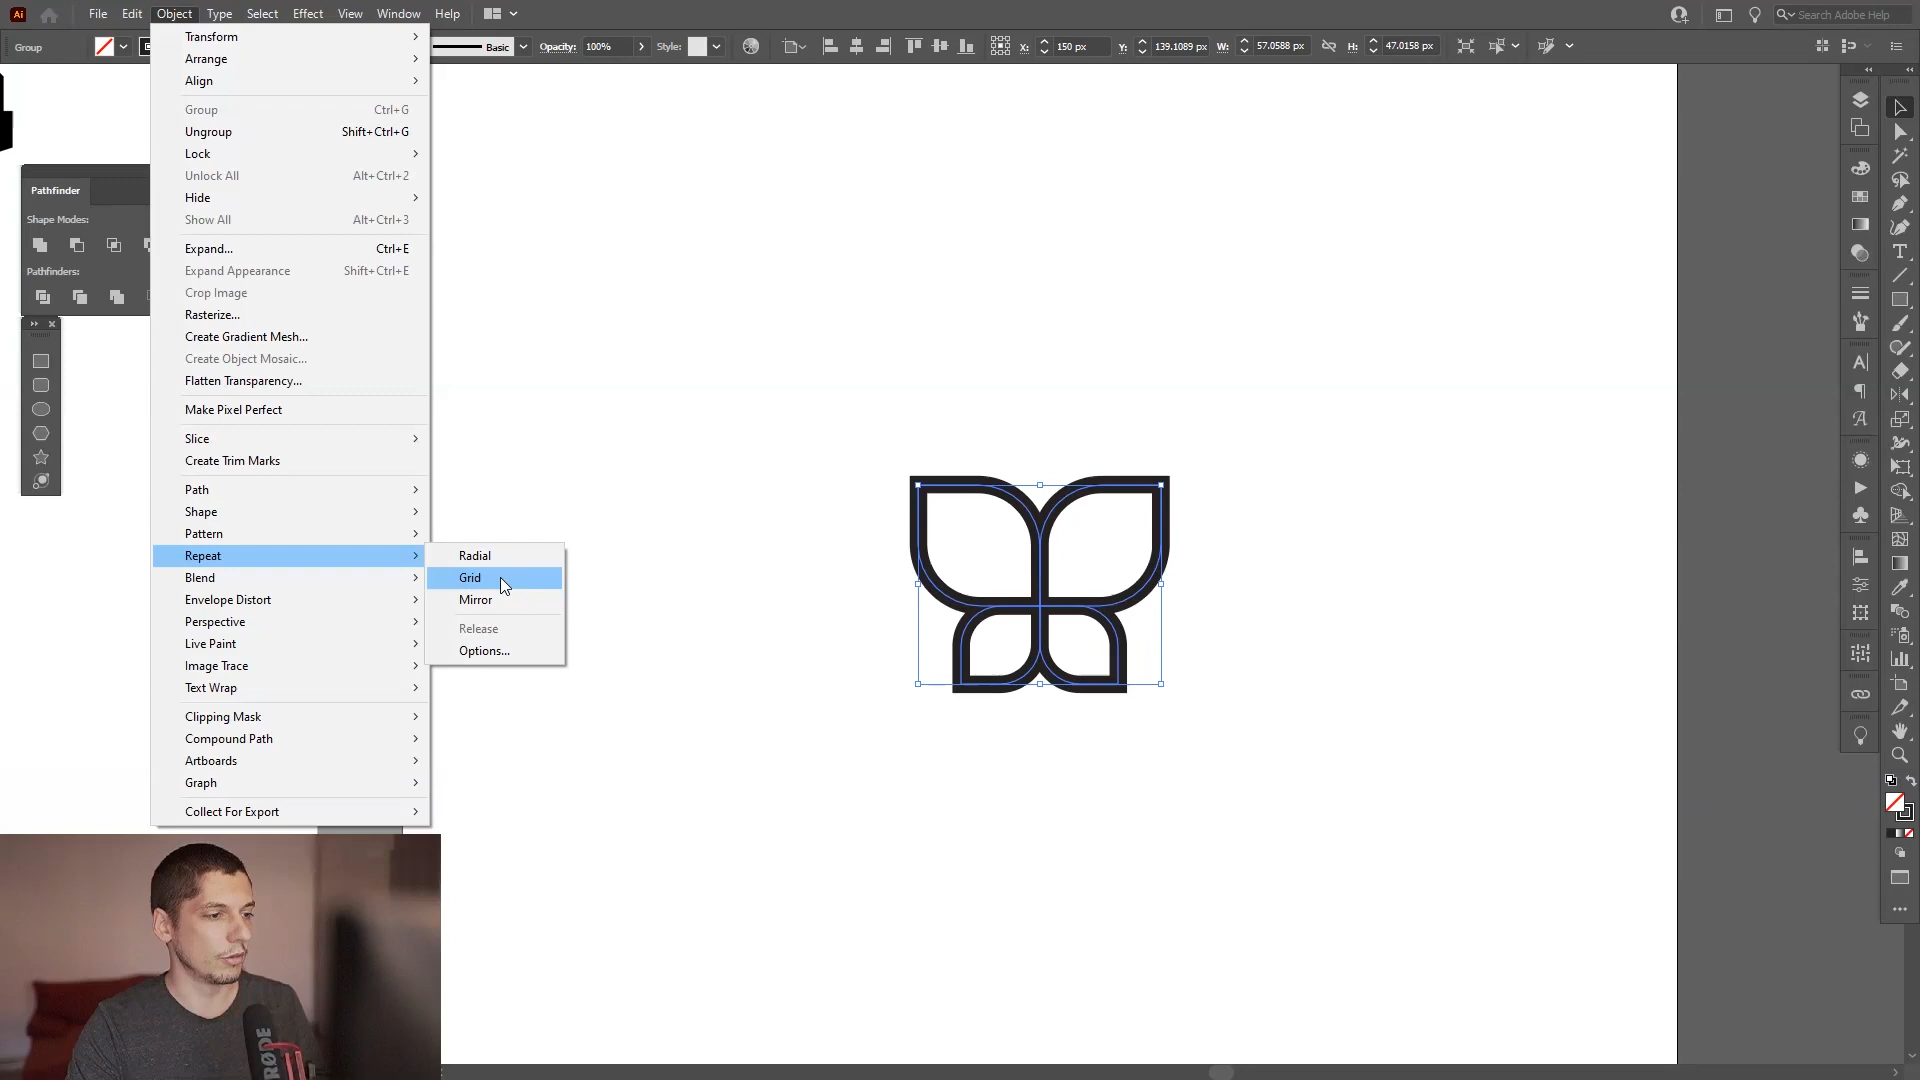 Ai File Edit Object Type Select Effect View Window Help Search Adobe Help
Group Basic Opacity: 100% Style: X: 150 px Y: 139.1089 px W: 57.0588 px H: 47.0158 px
Transform
Arrange
Align
Group Ctrl+G
Ungroup Shift+Ctrl+G
Lock
Unlock All Alt+Ctrl+2
Hide
Show All Alt+Ctrl+3
Expand... Ctrl+E
Expand Appearance Shift+Ctrl+E
Crop Image
Rasterize...
Create Gradient Mesh...
Create Object Mosaic...
Flatten Transparency...
Make Pixel Perfect
Slice
Create Trim Marks
Path
Shape
Pattern
Repeat
Blend
Envelope Distort
Perspective
Live Paint
Image Trace
Text Wrap
Clipping Mask
Compound Path
Artboards
Graph
Collect For Export
Radial
Grid
Mirror
Release
Options...
Pathfinder
Shape Modes:
Pathfinders:
RØDE